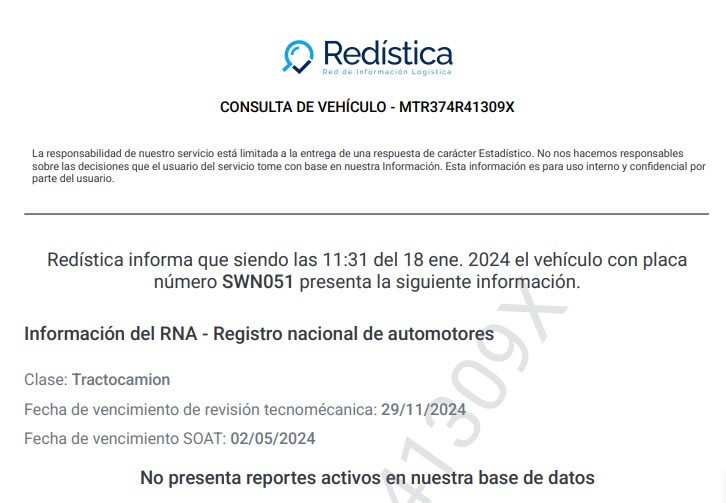 Redística
Red de Información Logística
CONSULTA DE VEHÍCULO - MTR374R41309X
La responsabilidad de nuestro servicio está limitada a la entrega de una respuesta de carácter Estadístico. No nos hacemos responsables
sobre las decisiones que el usuario del servicio tome con base en nuestra Información. Esta información es para uso interno y confidencial por
parte del usuario.
Redística informa que siendo las 11:31 del 18 ene. 2024 el vehículo con placa
número SWN051 presenta la siguiente información.
Información del RNA - Registro nacional de automotores
Clase: Tractocamion
Fecha de vencimiento de revisión tecnomécanica: 29/11/2024
Fecha de vencimiento SOAT: 02/05/2024
No presenta reportes activos en nuestra base de datos
41309X